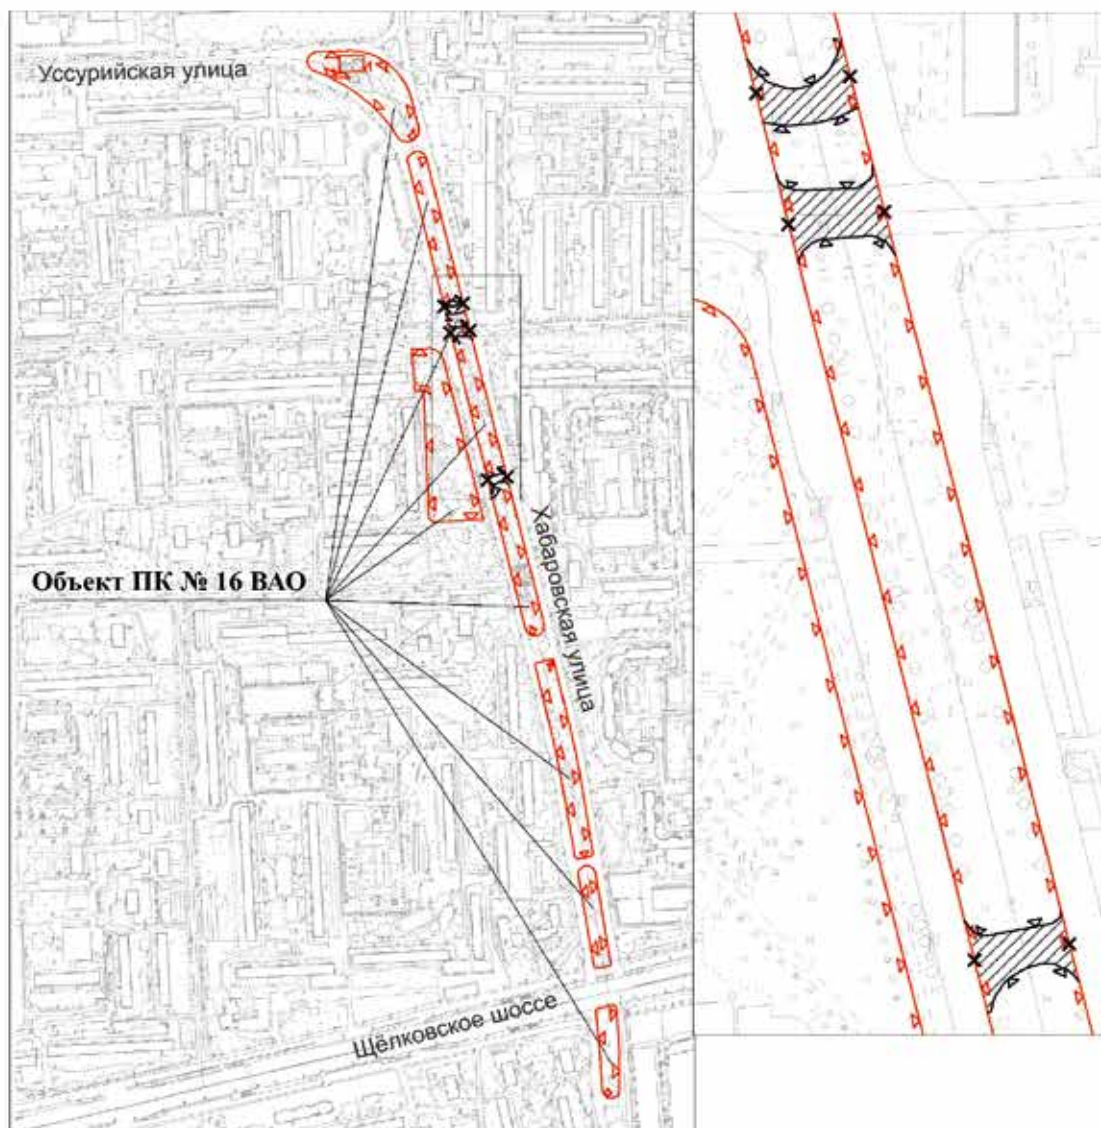 Уссурийская улица
Объект ПК № 16 ВАО
Хабаровская улица
Щёлковское шоссе